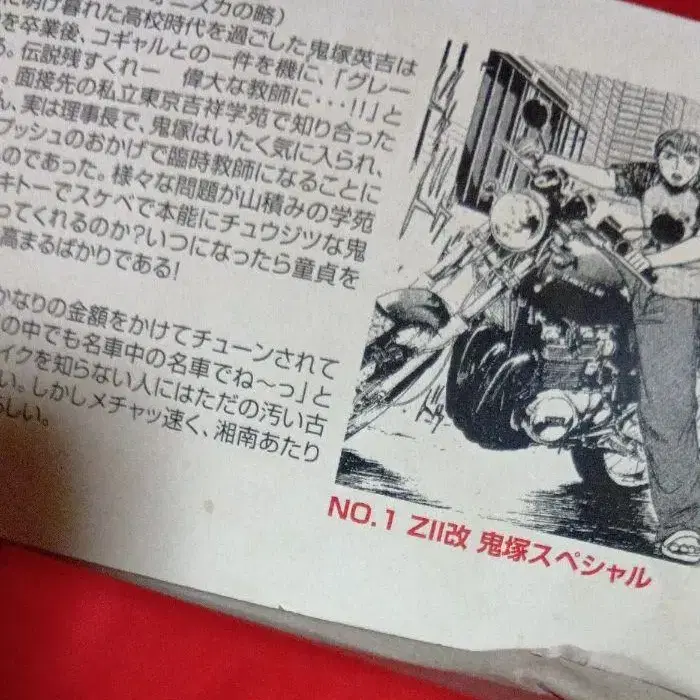 ニスカの略)
に明け暮れた高校時代を過ごした鬼塚英吉は
を卒業後、コギャルとの一件を機に、「グレー
る。伝説残すくれー 偉大な教師に・・・!!」と
。面接先の私立東京吉祥学苑で知り合った
ん、実は理事長で、鬼塚はいたく気に入られ、
プッシュのおかげで臨時教師になることに
のであった。様々な問題が山積みの学苑
キトーでスケベで本能にチュウジツな鬼
ってくれるのか?いつになったら童貞を
高まるばかりである!
かなりの金額をかけてチューンされて
の中でも名車中の名車でね〜っ」と
イクを知らない人にはただの汚い古
い。しかしメチャッ速く、湘南あたり
らしい。
NO.1 ZII改 鬼塚スペシャル